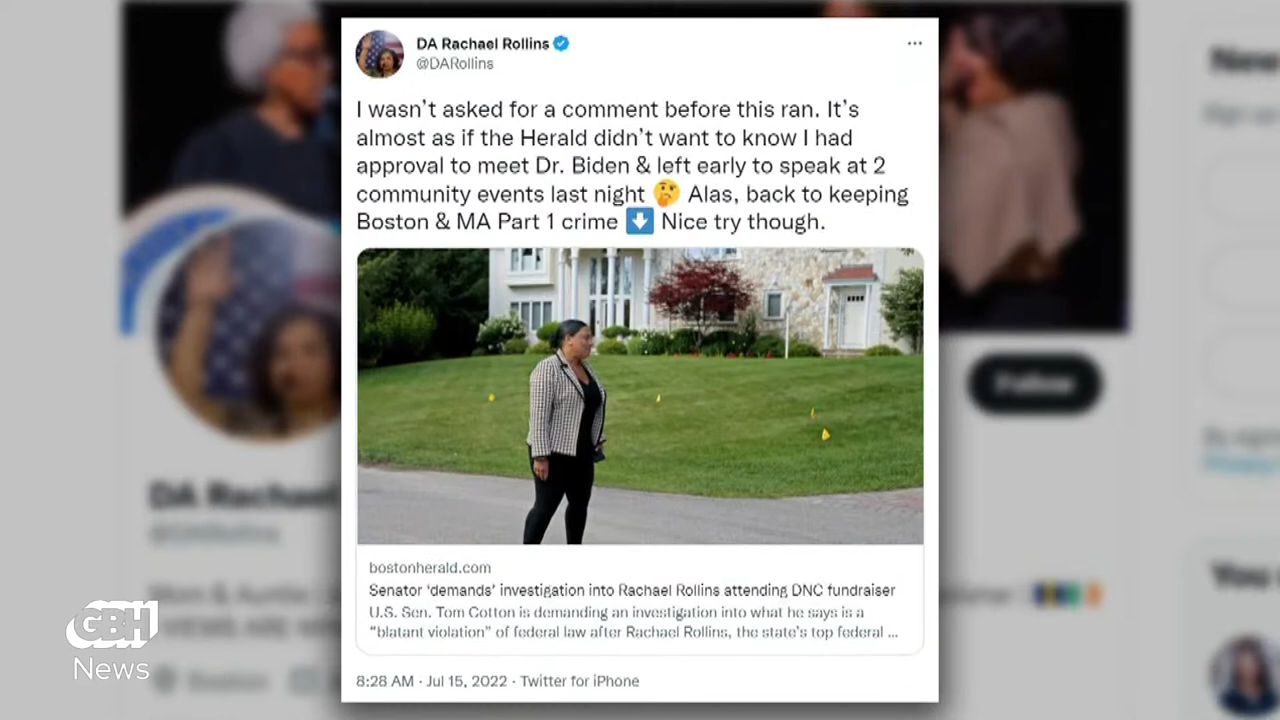 DA Rachael Rollins
@DARollins
I wasn't asked for a comment before this ran. It's
almost as if the Herald didn't want to know I had
approval to meet Dr. Biden & left early to speak at 2
community events last night 🤔 Alas, back to keeping
Boston & MA Part 1 crime ⬇️ Nice try though.
bostonherald.com
Senator 'demands' investigation into Rachael Rollins attending DNC fundraiser
U.S. Sen. Tom Cotton is demanding an investigation into what he says is a
"blatant violation" of federal law after Rachael Rollins, the state's top federal ...
8:28 AM · Jul 15, 2022 · Twitter for iPhone
DA Rachael
@DARollins
Follow
New
GBH
News